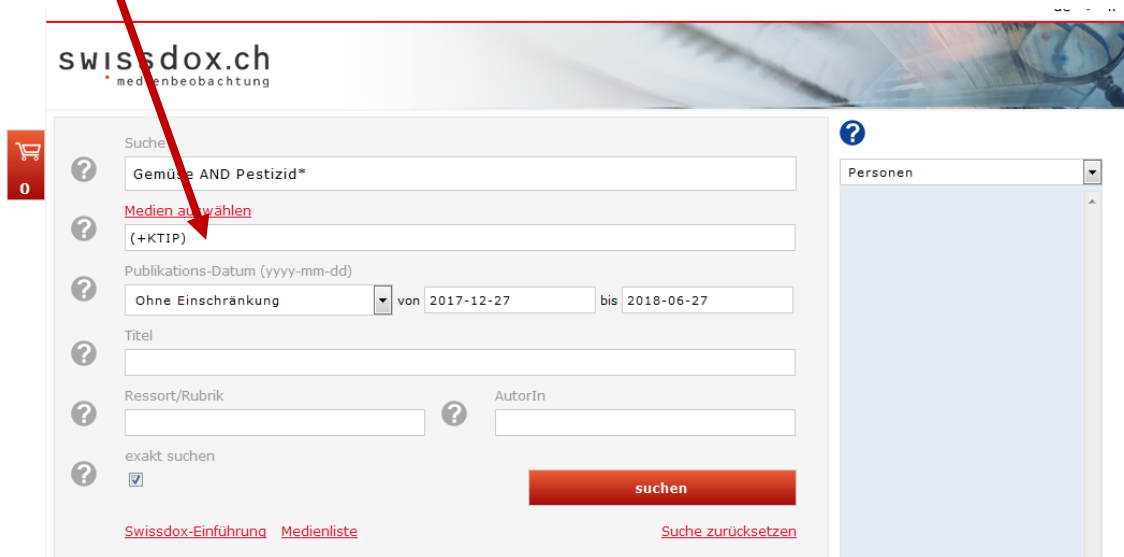 swissdox.ch
* medienbeobachtung
0
Suche
Gemüse AND Pestizid*
Medien auswählen
(+KTIP)
Publikations-Datum (yyyy-mm-dd)
Ohne Einschränkung von 2017-12-27 bis 2018-06-27
Titel
Ressort/Rubrik AutorIn
exakt suchen
suchen
Swissdox-Einführung Medienliste Suche zurücksetzen
Personen